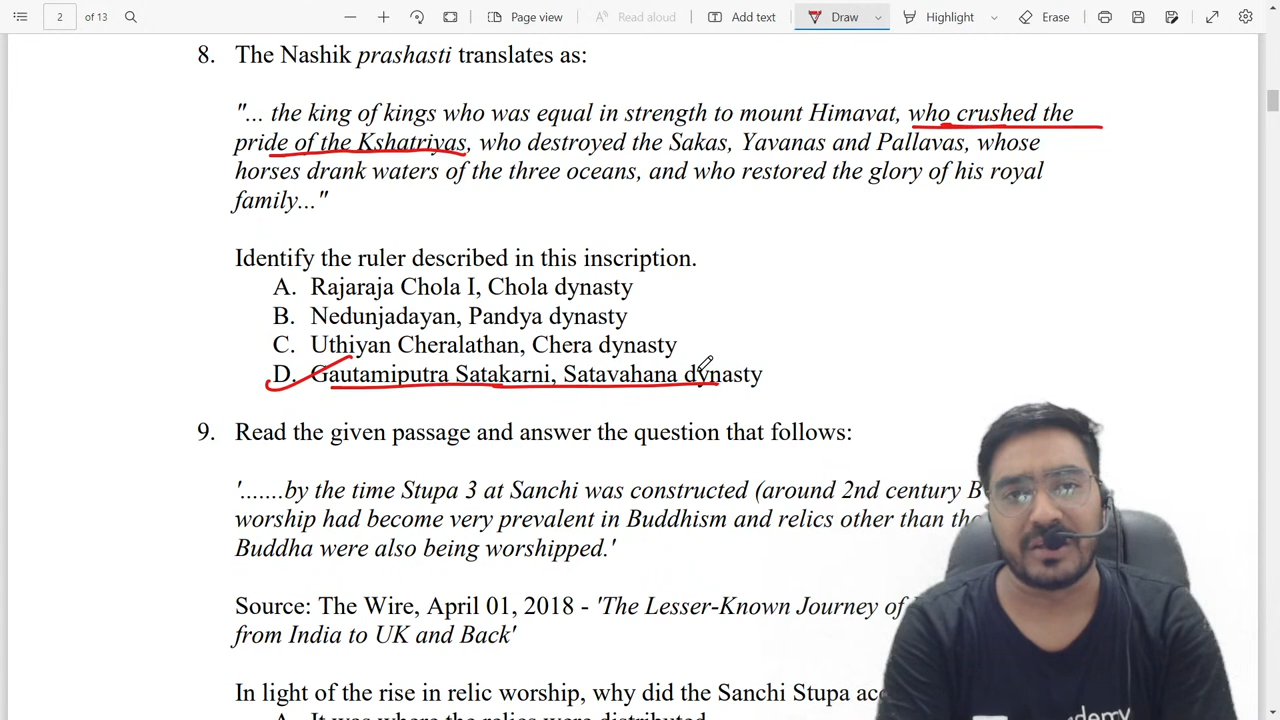 2 of 13 Page view Read aloud Add text Draw Highlight Erase
8. The Nashik prashasti translates as:
"... the king of kings who was equal in strength to mount Himavat, who crushed the
pride of the Kshatriyas, who destroyed the Sakas, Yavanas and Pallavas, whose
horses drank waters of the three oceans, and who restored the glory of his royal
family..."
Identify the ruler described in this inscription.
A. Rajaraja Chola I, Chola dynasty
B. Nedunjadayan, Pandya dynasty
C. Uthiyan Cheralathan, Chera dynasty
D. Gautamiputra Satakarni, Satavahana dynasty
9. Read the given passage and answer the question that follows:
'.......by the time Stupa 3 at Sanchi was constructed (around 2nd century B
worship had become very prevalent in Buddhism and relics other than
Buddha were also being worshipped.'
Source: The Wire, April 01, 2018 - 'The Lesser-Known Journey of
from India to UK and Back'
In light of the rise in relic worship, why did the Sanchi Stupa
A. It was where the relics were distributed